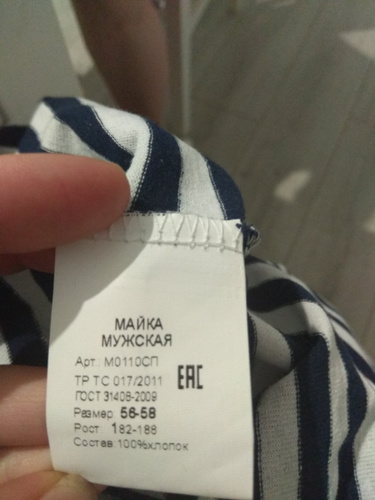 МАЙКА
МУЖСКАЯ
Арт. М0110СП
ТР ТС 017/2011 ЕАС
ГОСТ 31408-2009
Размер: 56-58
Рост: 182-188
Состав: 100%хлопок